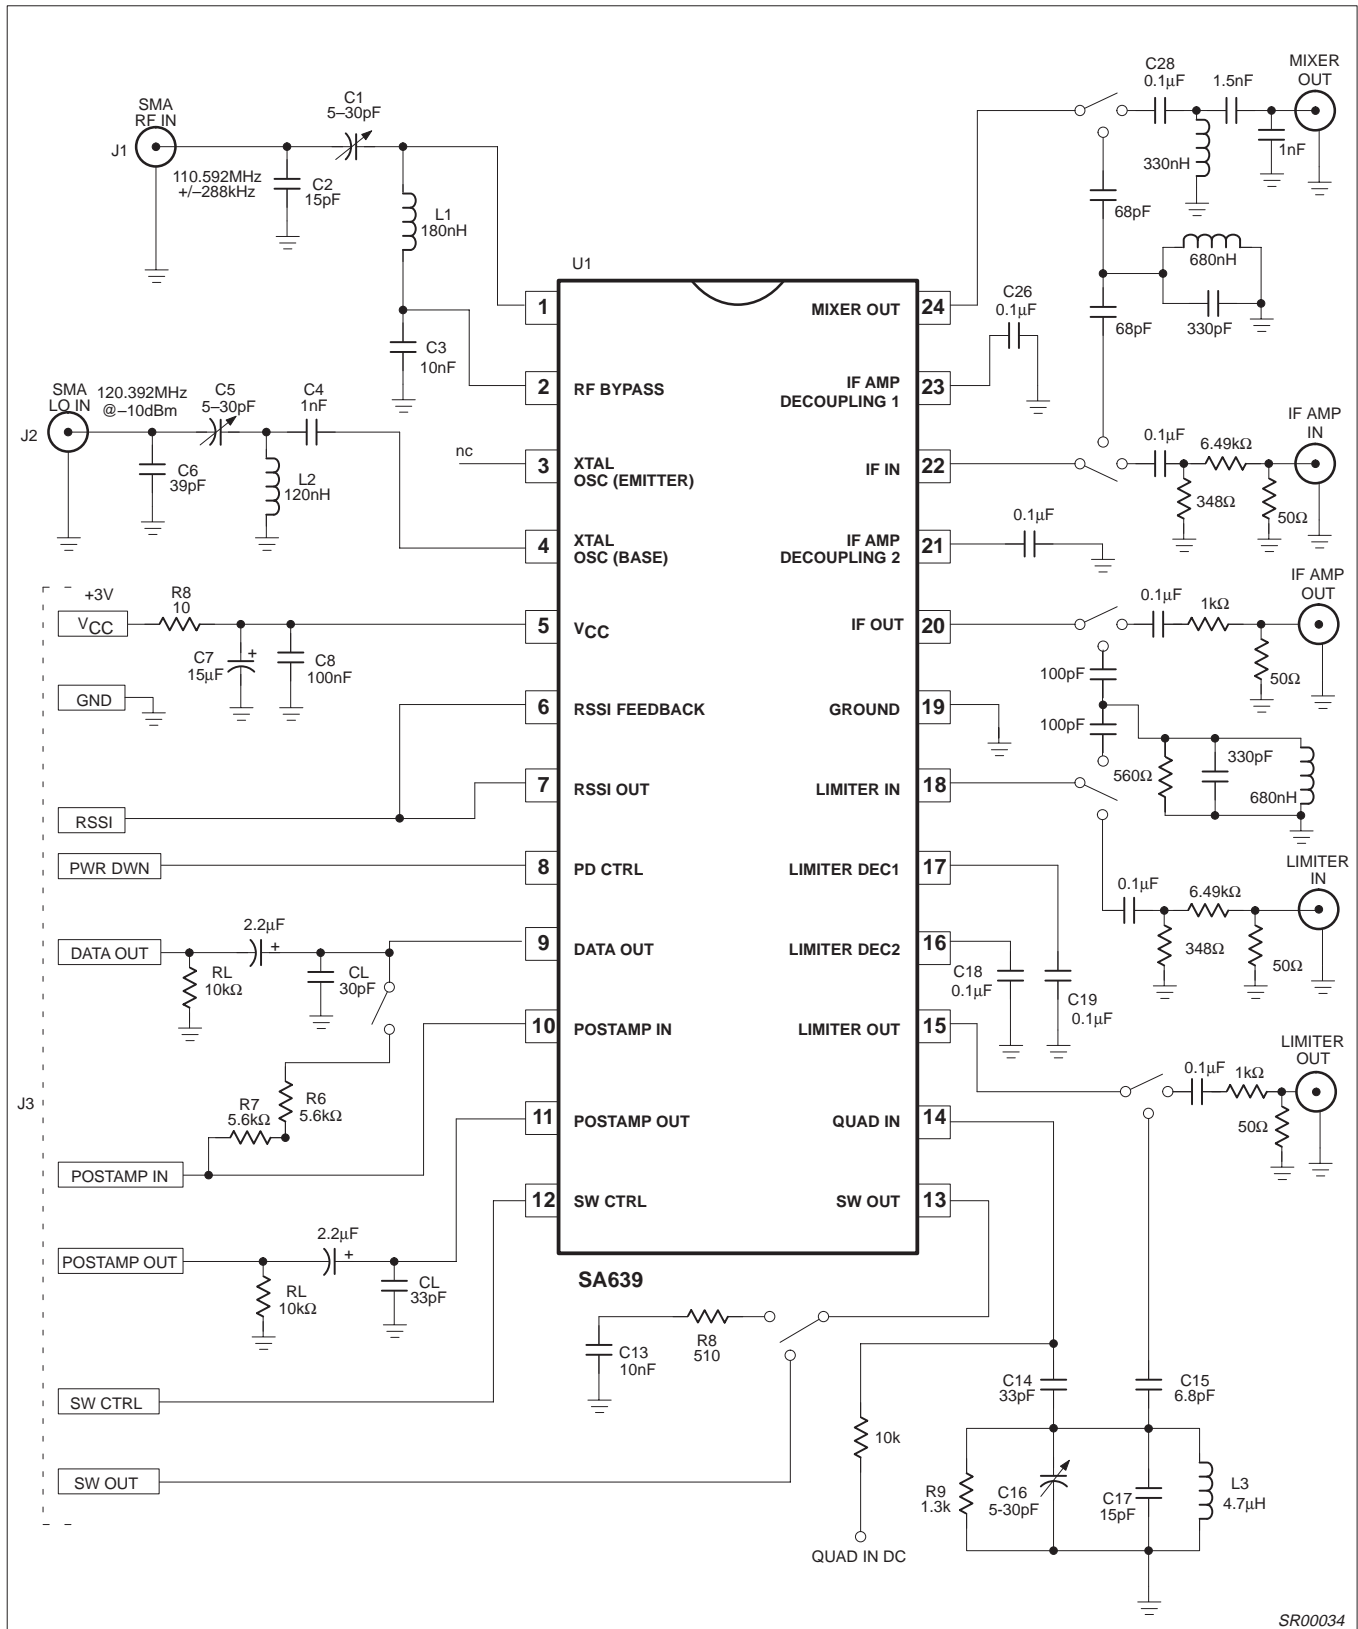 SMA
RF IN
J1
C1
5–30pF
110.592MHz
+/–288kHz
C2
15pF
L1
180nH
C3
10nF
SMA
LO IN
J2
120.392MHz
@–10dBm
C5
5–30pF
C4
1nF
C6
39pF
L2
120nH
nc
J3
+3V
VCC
R8
10
C7
15µF
+
C8
100nF
GND
RSSI
PWR DWN
DATA OUT
2.2µF
+
RL
10kΩ
CL
30pF
R7
5.6kΩ
R6
5.6kΩ
POSTAMP IN
POSTAMP OUT
2.2µF
+
RL
10kΩ
CL
33pF
SW CTRL
SW OUT
U1
1
2 RF BYPASS
3 XTAL
OSC (EMITTER)
4 XTAL
OSC (BASE)
5 VCC
6 RSSI FEEDBACK
7 RSSI OUT
8 PD CTRL
9 DATA OUT
10 POSTAMP IN
11 POSTAMP OUT
12 SW CTRL
MIXER OUT 24
IF AMP
DECOUPLING 1 23
IF IN 22
IF AMP
DECOUPLING 2 21
IF OUT 20
GROUND 19
LIMITER IN 18
LIMITER DEC1 17
LIMITER DEC2 16
LIMITER OUT 15
QUAD IN 14
SW OUT 13
SA639
C28
0.1µF
1.5nF
MIXER
OUT
330nH
1nF
68pF
680nH
330pF
68pF
C26
0.1µF
IF AMP
IN
0.1µF
6.49kΩ
348Ω
50Ω
0.1µF
IF AMP
OUT
0.1µF
1kΩ
50Ω
100pF
100pF
560Ω
330pF
680nH
LIMITER
IN
0.1µF
6.49kΩ
348Ω
50Ω
C18
0.1µF
C19
0.1µF
LIMITER
OUT
0.1µF
1kΩ
50Ω
C13
10nF
R8
510
10k
QUAD IN DC
C14
33pF
C15
6.8pF
R9
1.3k
C16
5-30pF
C17
15pF
L3
4.7µH
SR00034